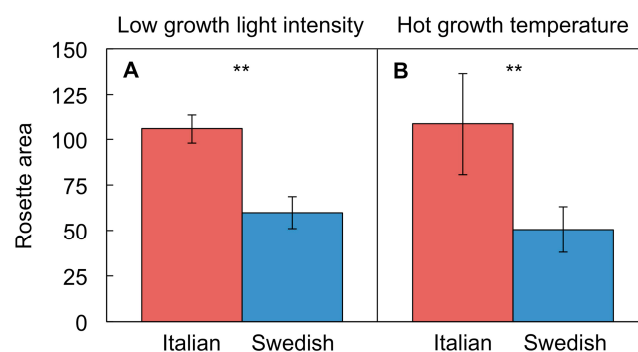 Low growth light intensity Hot growth temperature
150
A ** B **
125
100
75
50
25
0
Rosette area
Italian Swedish Italian Swedish